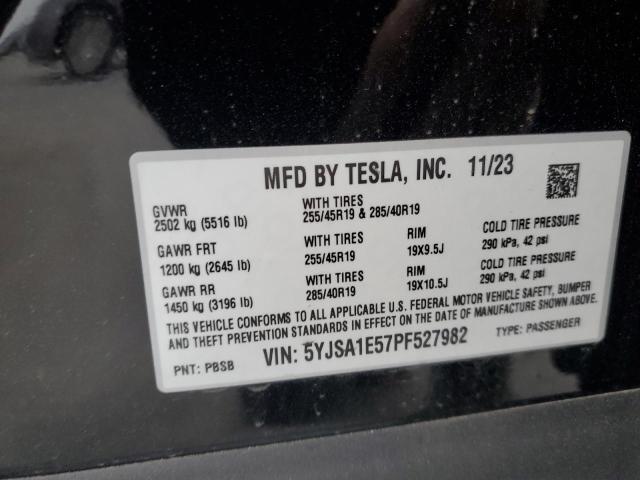 MFD BY TESLA, INC. 11/23
GVWR
2502 kg (5516 lb)
WITH TIRES
255/45R19 & 285/40R19
GAWR FRT
1200 kg (2645 lb)
WITH TIRES
255/45R19
RIM
19X9.5J
COLD TIRE PRESSURE
290 kPa, 42 psi
GAWR RR
1450 kg (3196 lb)
WITH TIRES
285/40R19
RIM
19X10.5J
COLD TIRE PRESSURE
290 kPa, 42 psi
THIS VEHICLE CONFORMS TO ALL APPLICABLE U.S. FEDERAL MOTOR VEHICLE SAFETY, BUMPER
AND THEFT PREVENTION STANDARDS IN EFFECT ON THE DATE OF MANUFACTURE SHOWN ABOVE.
PNT: PBSB
VIN: 5YJSA1E57PF527982
TYPE: PASSENGER